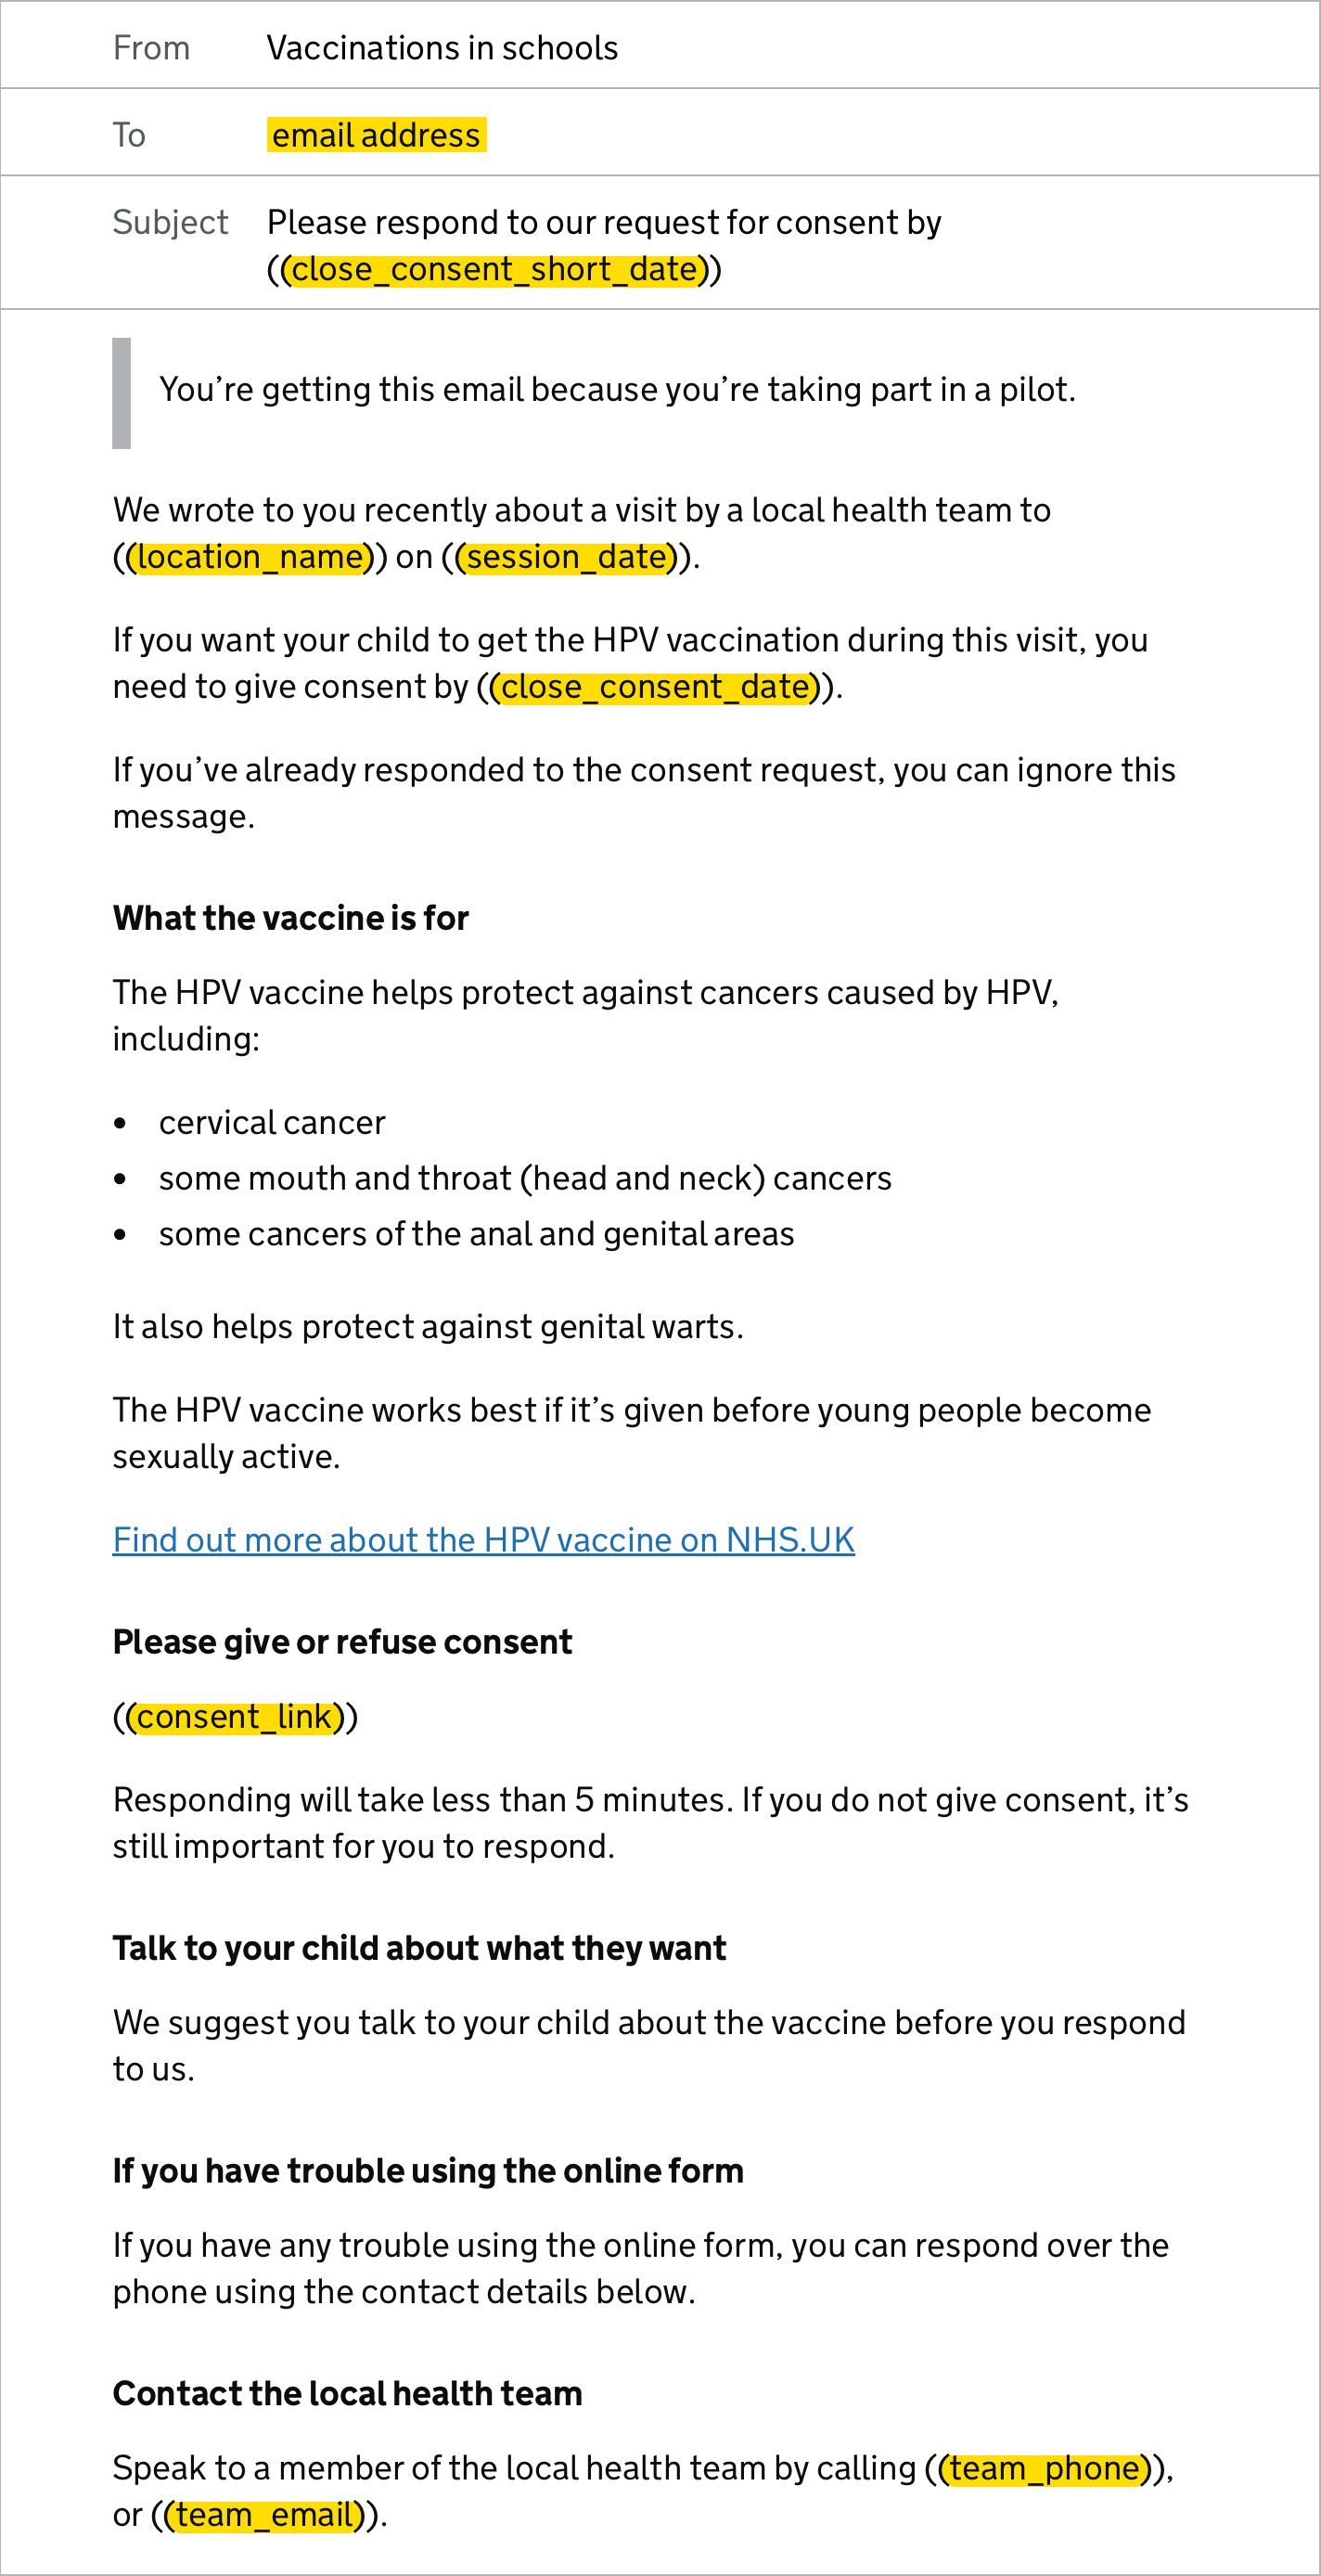 From Vaccinations in schools
To email address
Subject Please respond to our request for consent by
((close_consent_short_date))
You’re getting this email because you’re taking part in a pilot.
We wrote to you recently about a visit by a local health team to
((location_name)) on ((session_date)).
If you want your child to get the HPV vaccination during this visit, you
need to give consent by ((close_consent_date)).
If you’ve already responded to the consent request, you can ignore this
message.
What the vaccine is for
The HPV vaccine helps protect against cancers caused by HPV,
including:
• cervical cancer
• some mouth and throat (head and neck) cancers
• some cancers of the anal and genital areas
It also helps protect against genital warts.
The HPV vaccine works best if it’s given before young people become
sexually active.
Find out more about the HPV vaccine on NHS.UK
Please give or refuse consent
((consent_link))
Responding will take less than 5 minutes. If you do not give consent, it’s
still important for you to respond.
Talk to your child about what they want
We suggest you talk to your child about the vaccine before you respond
to us.
If you have trouble using the online form
If you have any trouble using the online form, you can respond over the
phone using the contact details below.
Contact the local health team
Speak to a member of the local health team by calling ((team_phone)),
or ((team_email)).